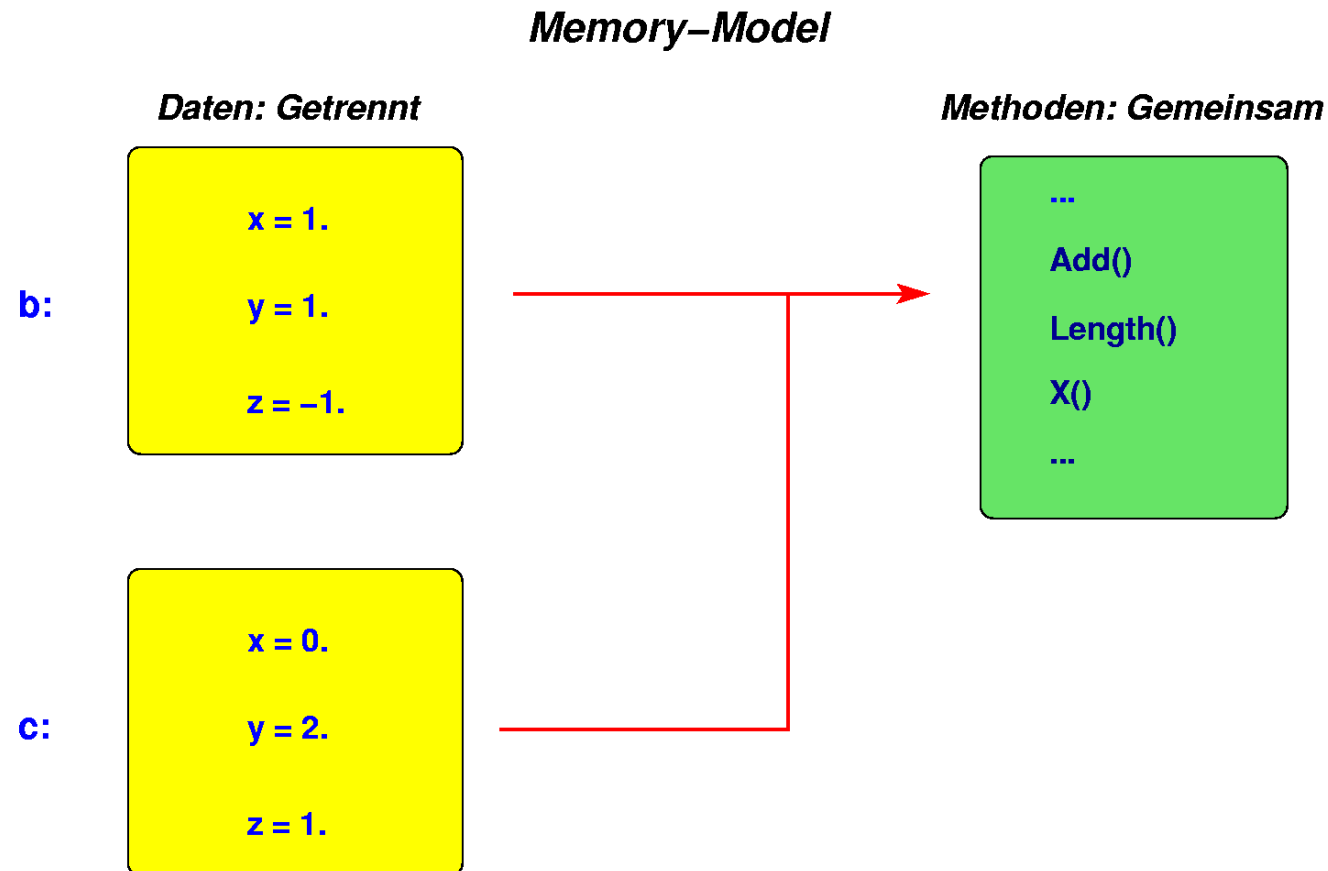 Memory−Model
Daten: Getrennt
Methoden: Gemeinsam
b:
x = 1.
y = 1.
z = −1.
c:
x = 0.
y = 2.
z = 1.
...
Add()
Length()
X()
...